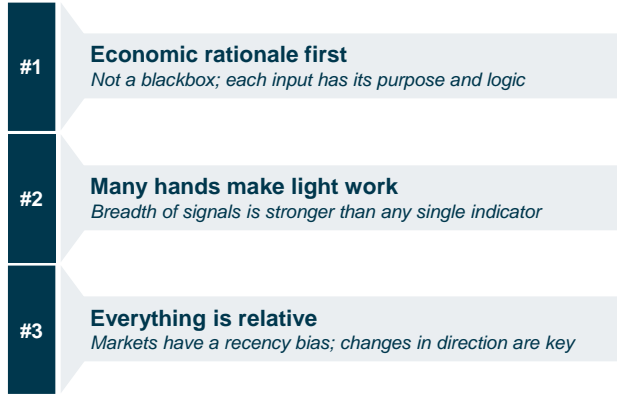 #1
Economic rationale first
Not a blackbox; each input has its purpose and logic
#2
Many hands make light work
Breadth of signals is stronger than any single indicator
#3
Everything is relative
Markets have a recency bias; changes in direction are key